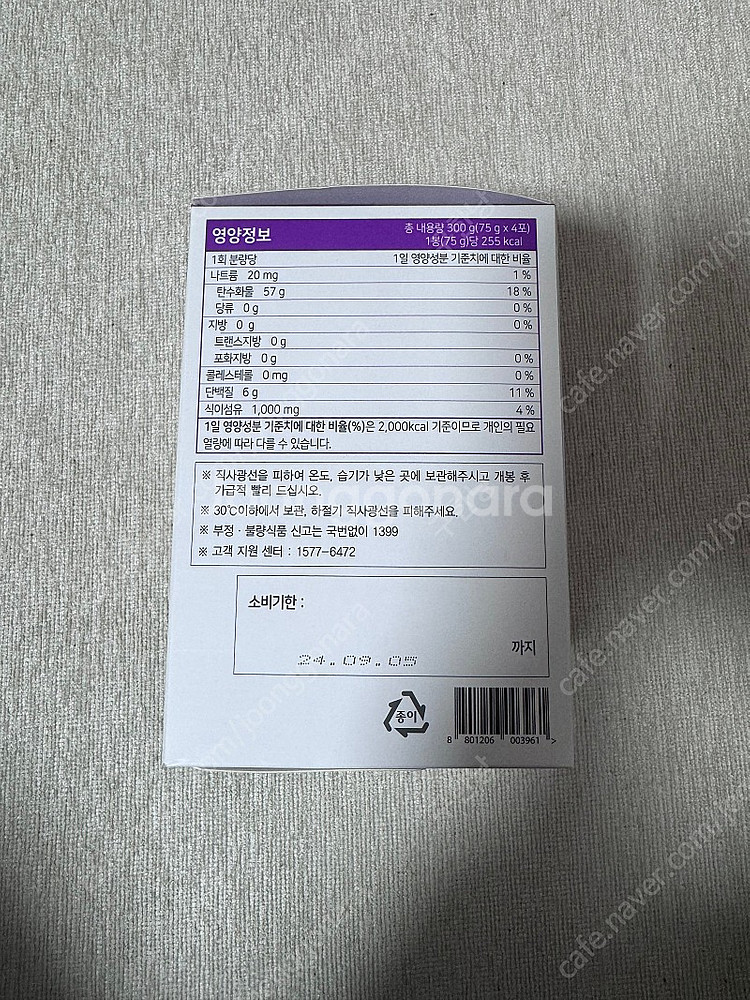 영양정보
총 내용량 300 g(75 g x 4포)
1봉(75 g)당 255 kcal
1회 분량당 1일 영양성분 기준치에 대한 비율
나트륨 20 mg 1 %
탄수화물 57 g 18 %
당류 0 g 0 %
지방 0 g 0 %
트랜스지방 0 g
포화지방 0 g 0 %
콜레스테롤 0 mg 0 %
단백질 6 g 11 %
식이섬유 1,000 mg 4 %
1일 영양성분 기준치에 대한 비율(%)은 2,000kcal 기준이므로 개인의 필요
열량에 따라 다를 수 있습니다.
※ 직사광선을 피하여 온도, 습기가 낮은 곳에 보관해주시고 개봉 후
가급적 빨리 드십시오.
※ 30℃이하에서 보관, 하절기 직사광선을 피해주세요.
※ 부정 · 불량식품 신고는 국번없이 1399
※ 고객 지원 센터 : 1577-6472
소비기한 :
까지
24.09.05
종이
8 801206 003961 >
joonggonara
cafe.naver.com/joonggonara